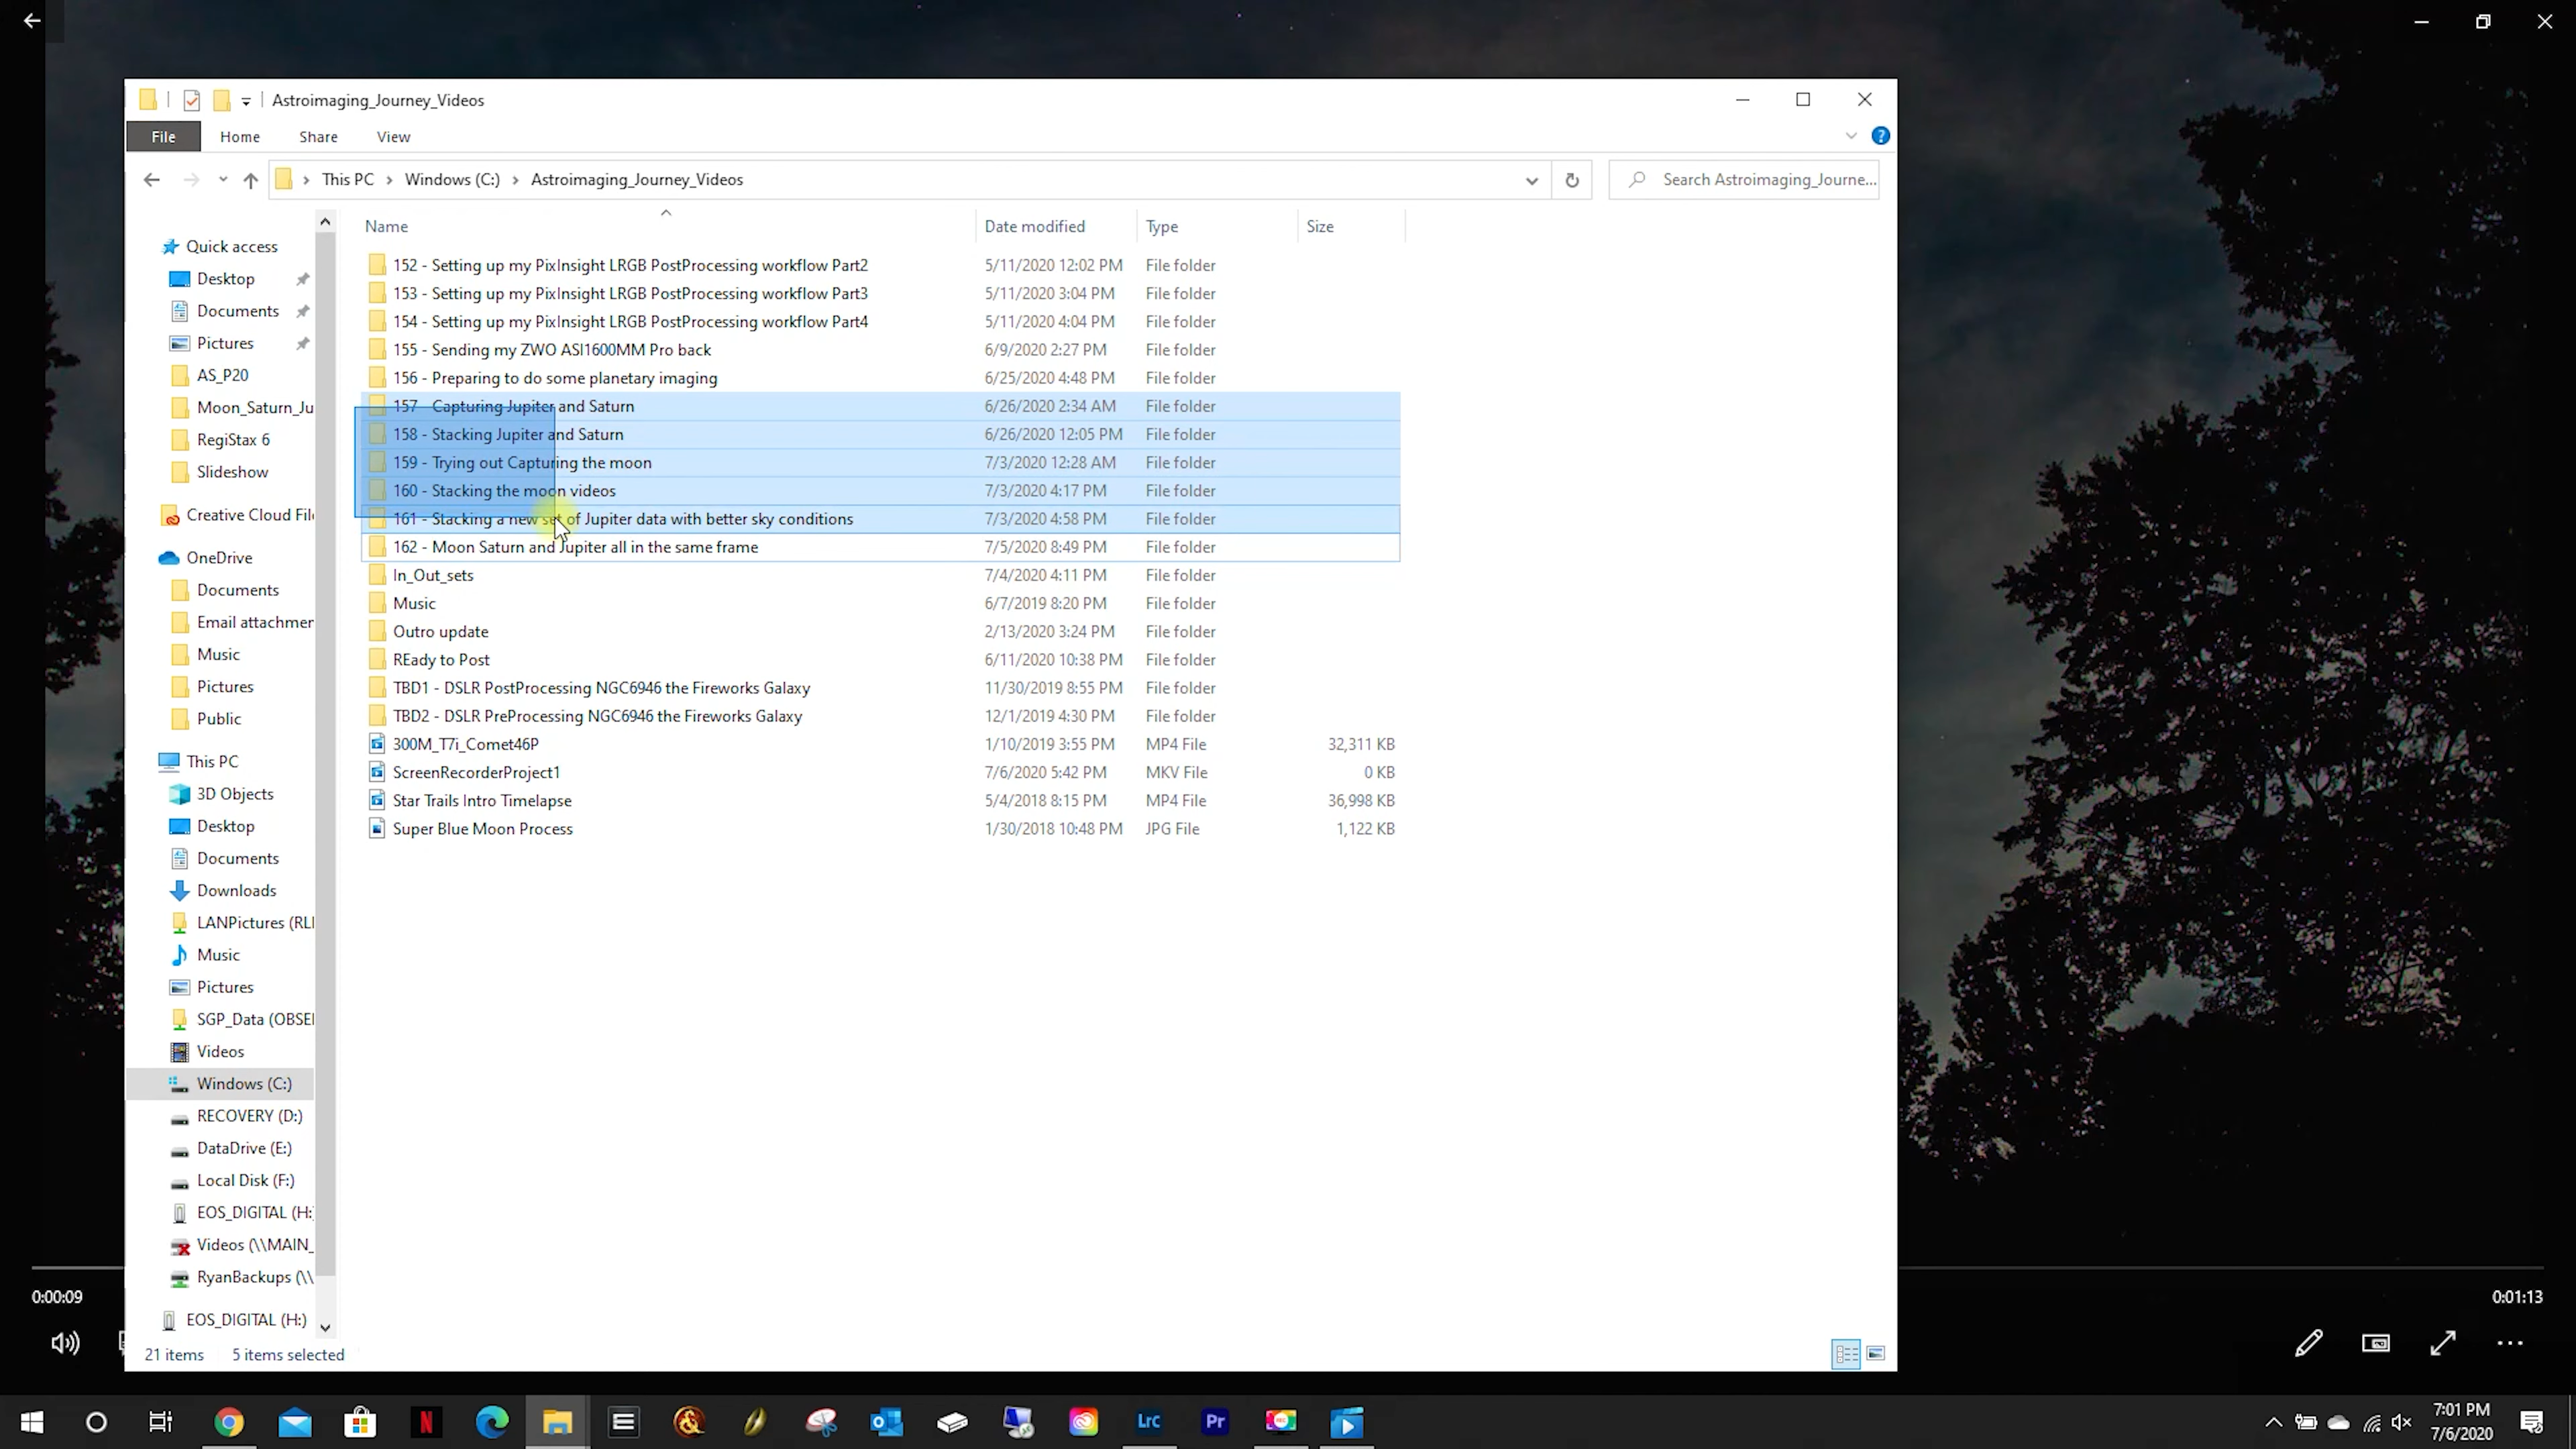 Astroimaging_Journey_Videos
File Home Share View
This PC Windows (C:) Astroimaging_Journey_Videos
Search Astroimaging_Journe...
Name Date modified Type Size
152 - Setting up my PixInsight LRGB PostProcessing workflow Part2 5/11/2020 12:02 PM File folder
153 - Setting up my PixInsight LRGB PostProcessing workflow Part3 5/11/2020 3:04 PM File folder
154 - Setting up my PixInsight LRGB PostProcessing workflow Part4 5/11/2020 4:04 PM File folder
155 - Sending my ZWO ASI1600MM Pro back 6/9/2020 2:27 PM File folder
156 - Preparing to do some planetary imaging 6/25/2020 4:48 PM File folder
157 - Capturing Jupiter and Saturn 6/26/2020 2:34 AM File folder
158 - Stacking Jupiter and Saturn 6/26/2020 12:05 PM File folder
159 - Trying out Capturing the moon 7/3/2020 12:28 AM File folder
160 - Stacking the moon videos 7/3/2020 4:17 PM File folder
161 - Stacking a new set of Jupiter data with better sky conditions 7/3/2020 4:58 PM File folder
162 - Moon Saturn and Jupiter all in the same frame 7/5/2020 8:49 PM File folder
In_Out_sets 7/4/2020 4:11 PM File folder
Music 6/7/2019 8:20 PM File folder
Outro update 2/13/2020 3:24 PM File folder
REady to Post 6/11/2020 10:38 PM File folder
TBD1 - DSLR PostProcessing NGC6946 the Fireworks Galaxy 11/30/2019 8:55 PM File folder
TBD2 - DSLR PreProcessing NGC6946 the Fireworks Galaxy 12/1/2019 4:30 PM File folder
300M_T7i_Comet46P 1/10/2019 3:55 PM MP4 File 32,311 KB
ScreenRecorderProject1 7/6/2020 5:42 PM MKV File 0 KB
Star Trails Intro Timelapse 5/4/2018 8:15 PM MP4 File 36,998 KB
Super Blue Moon Process 1/30/2018 10:48 PM JPG File 1,122 KB
Quick access
Desktop
Documents
Pictures
AS_P20
Moon_Saturn_Ju
RegiStax 6
Slideshow
Creative Cloud Fil
OneDrive
Documents
Email attachmen
Music
Pictures
Public
This PC
3D Objects
Desktop
Documents
Downloads
LANPictures (RLI
Music
Pictures
SGP_Data (OBSE
Videos
Windows (C:)
RECOVERY (D:)
DataDrive (E:)
Local Disk (F:)
EOS_DIGITAL (H:
Videos (\\MAIN_
RyanBackups (\\
EOS_DIGITAL (H:)
21 items 5 items selected
0:00:09
0:01:13
N
Lrc
Pr
7:01 PM
7/6/2020